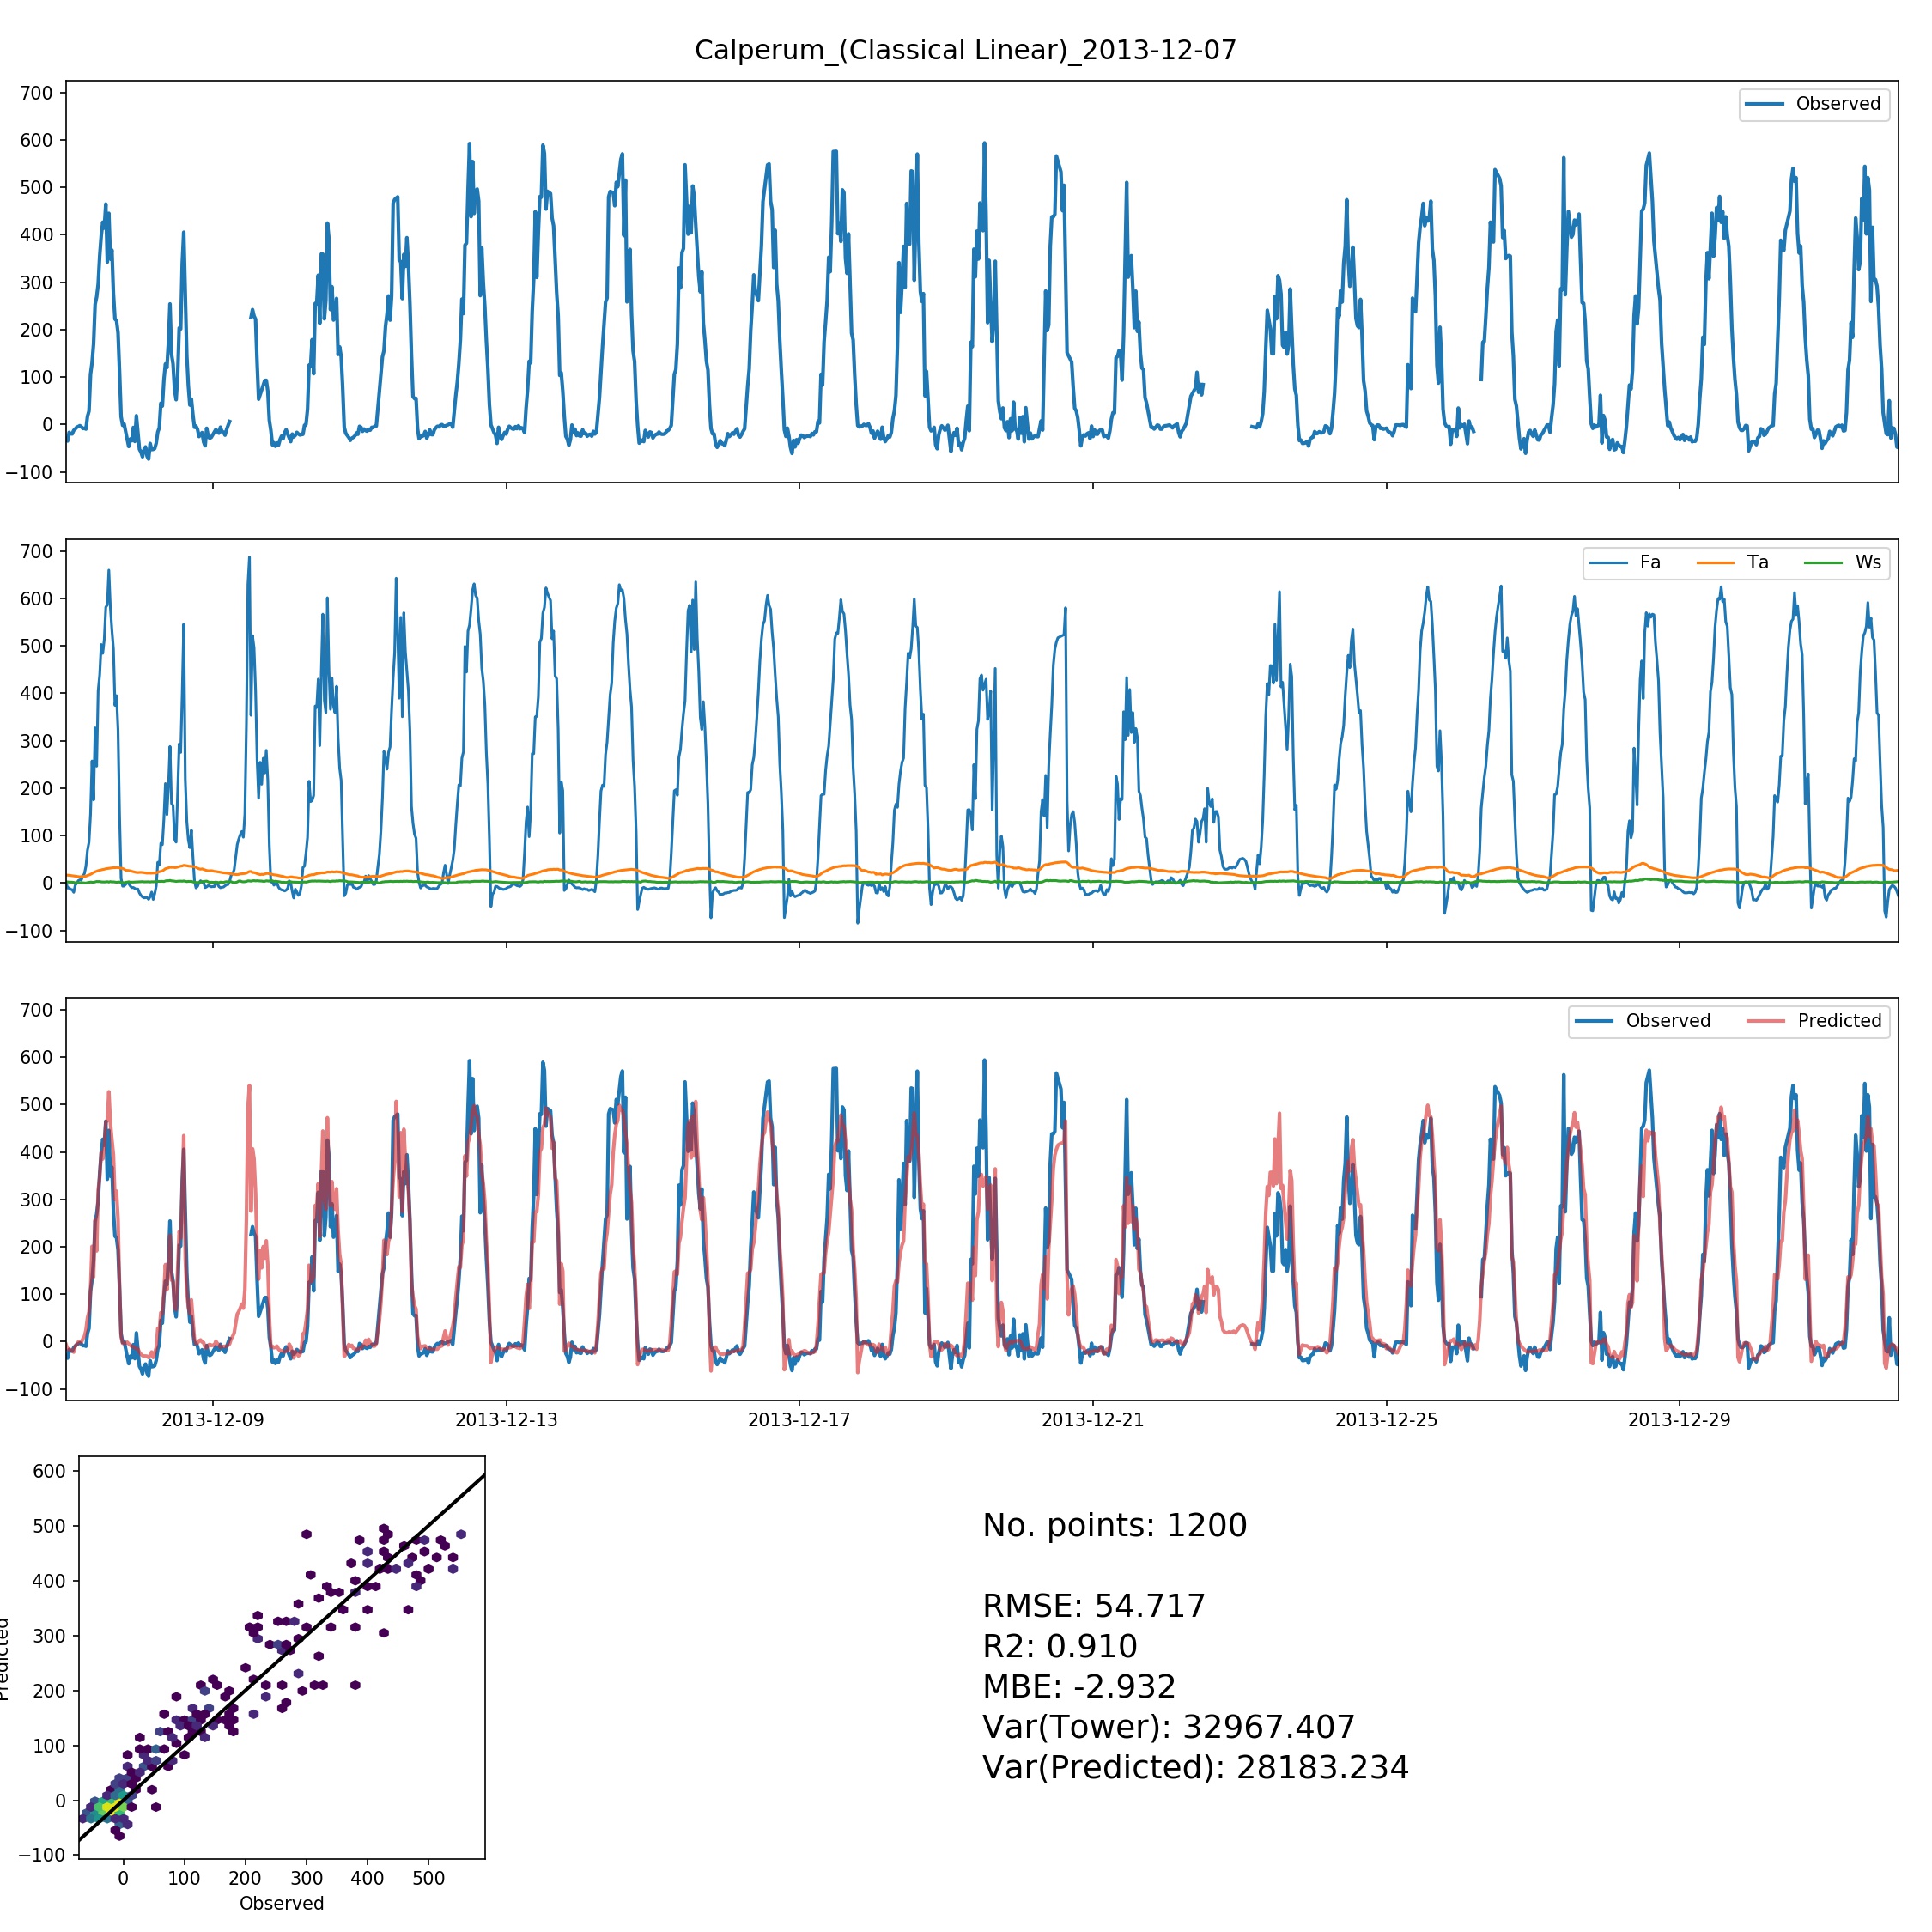 Calperum_(Classical Linear)_2013-12-07
700
600
500
400
300
200
100
0
−100
Observed
700
600
500
400
300
200
100
0
−100
Fa Ta Ws
700
600
500
400
300
200
100
0
−100
Observed Predicted
2013-12-09 2013-12-13 2013-12-17 2013-12-21 2013-12-25 2013-12-29
600
500
400
300
200
100
0
−100
Predicted
0 100 200 300 400 500
Observed
No. points: 1200
RMSE: 54.717
R2: 0.910
MBE: -2.932
Var(Tower): 32967.407
Var(Predicted): 28183.234